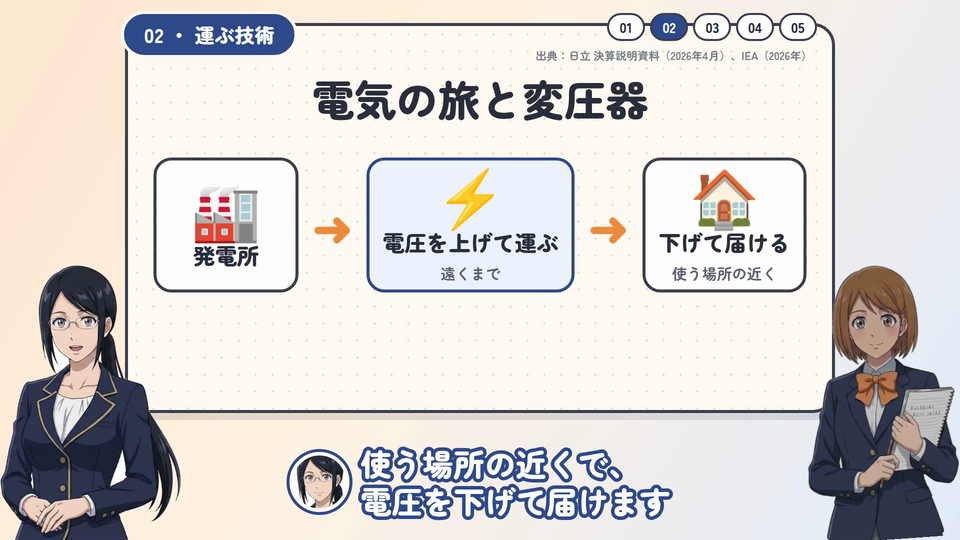 02 ・ 運ぶ技術
01 02 03 04 05
出典：日立 決算説明資料（2026年4月）、IEA（2026年）
電気の旅と変圧器
発電所
電圧を上げて運ぶ
遠くまで
下げて届ける
使う場所の近く
使う場所の近くで、
電圧を下げて届けます